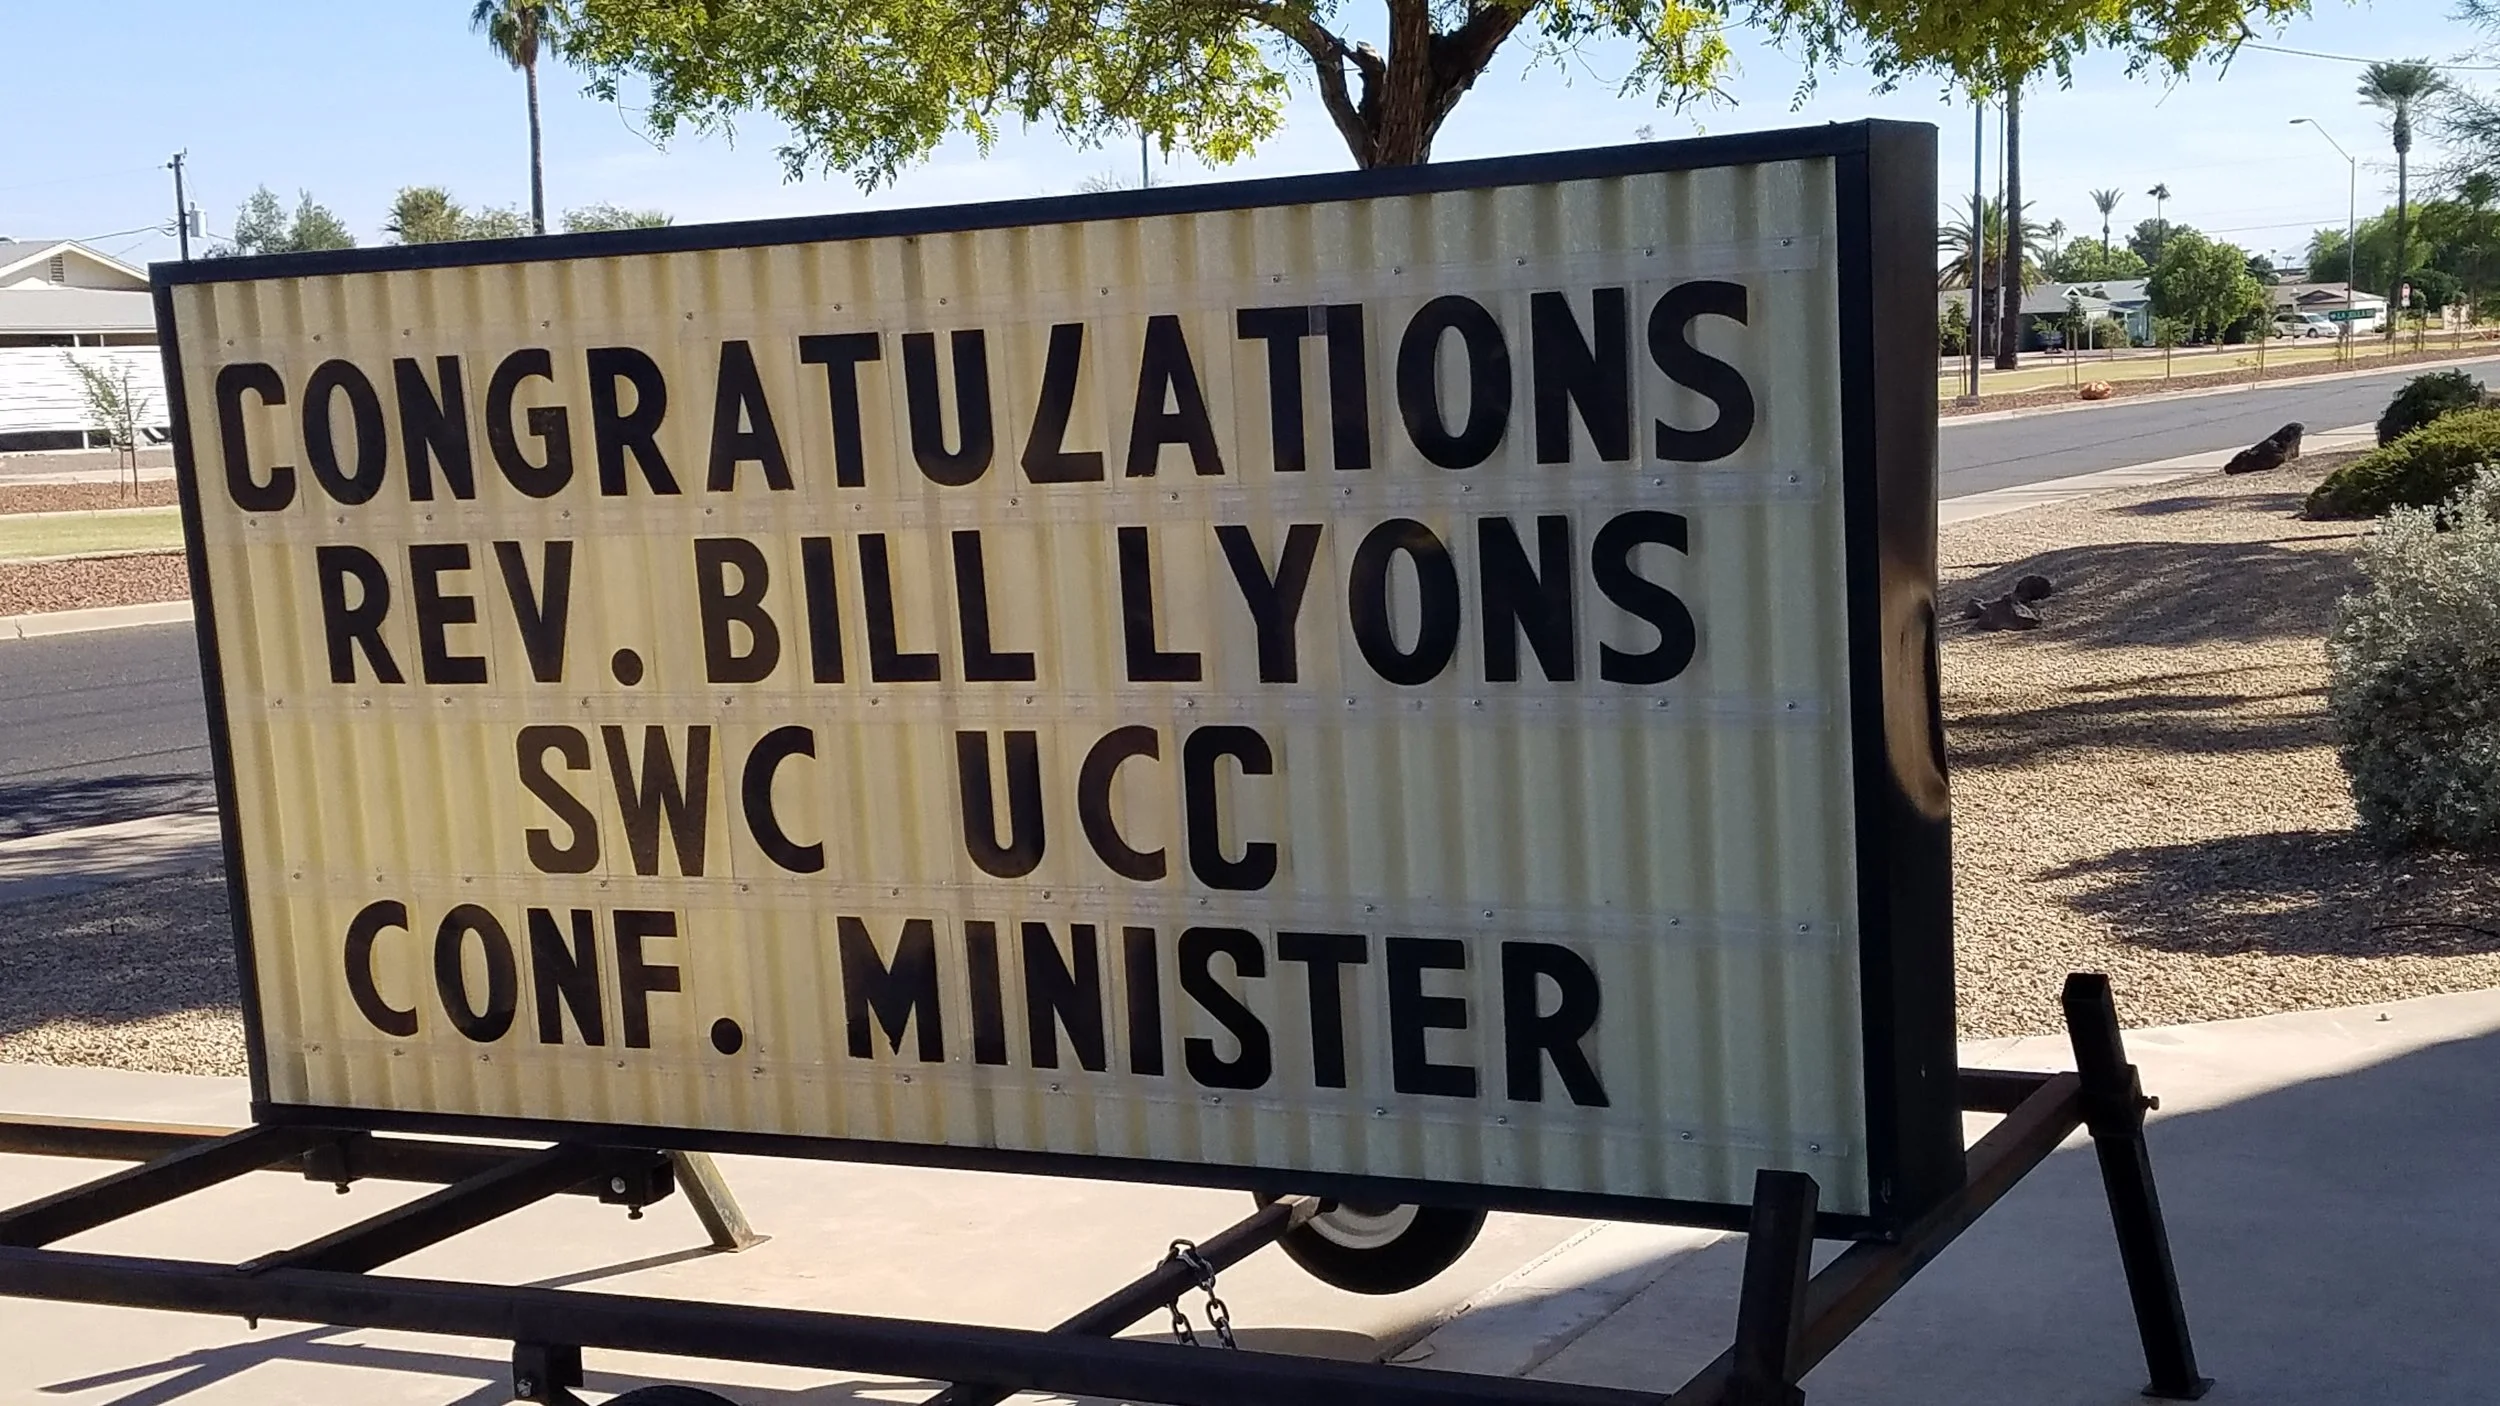 CONGRATULATIONS
REV. BILL LYONS
SWC UCC
CONF. MINISTER